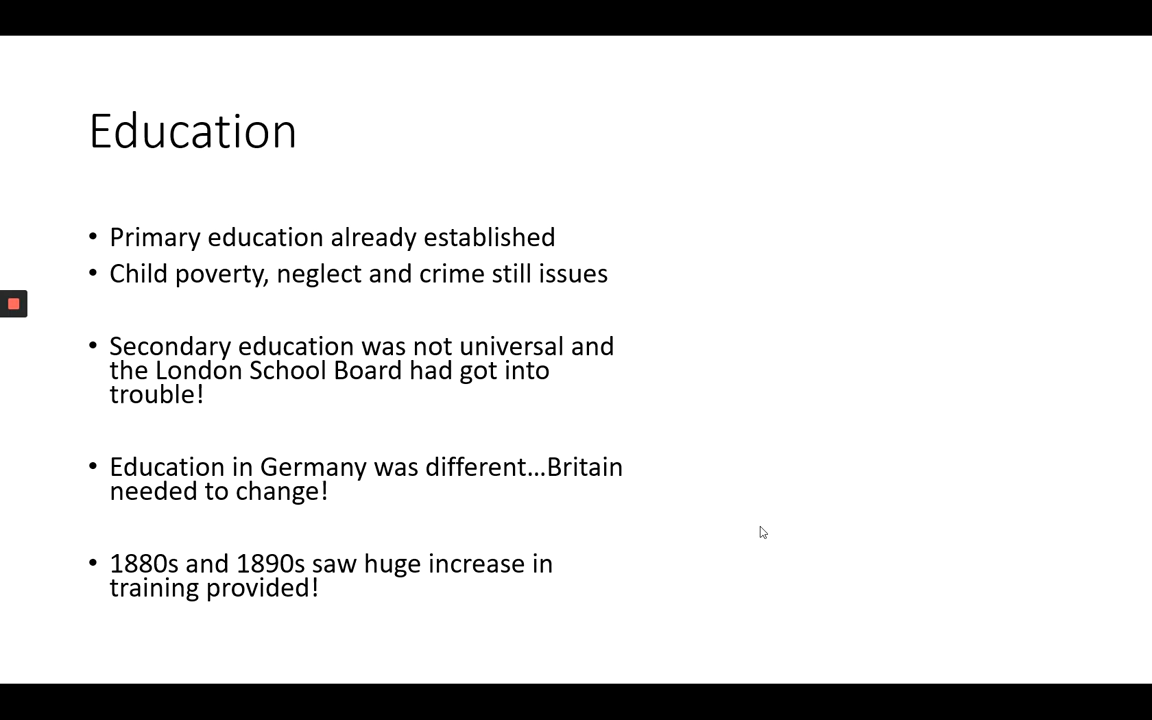 Education
• Primary education already established
• Child poverty, neglect and crime still issues
• Secondary education was not universal and
the London School Board had got into
trouble!
• Education in Germany was different...Britain
needed to change!
• 1880s and 1890s saw huge increase in
training provided!